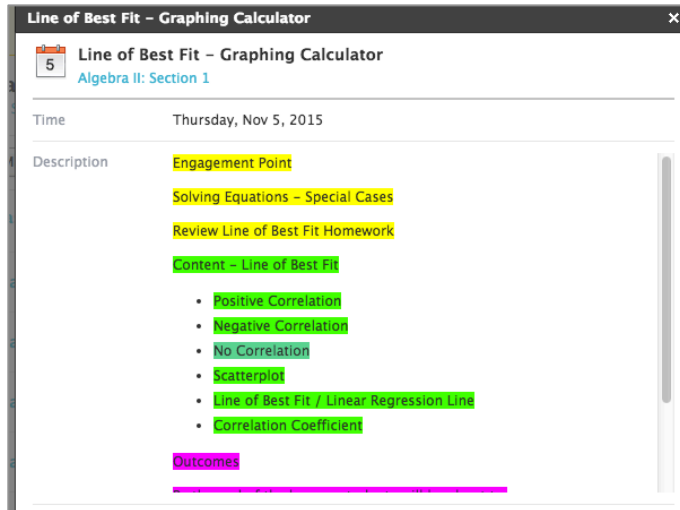 Line of Best Fit – Graphing Calculator
×
5
Line of Best Fit – Graphing Calculator
Algebra II: Section 1
Time
Thursday, Nov 5, 2015
Description
Engagement Point
Solving Equations – Special Cases
Review Line of Best Fit Homework
Content – Line of Best Fit
• Positive Correlation
• Negative Correlation
• No Correlation
• Scatterplot
• Line of Best Fit / Linear Regression Line
• Correlation Coefficient
Outcomes